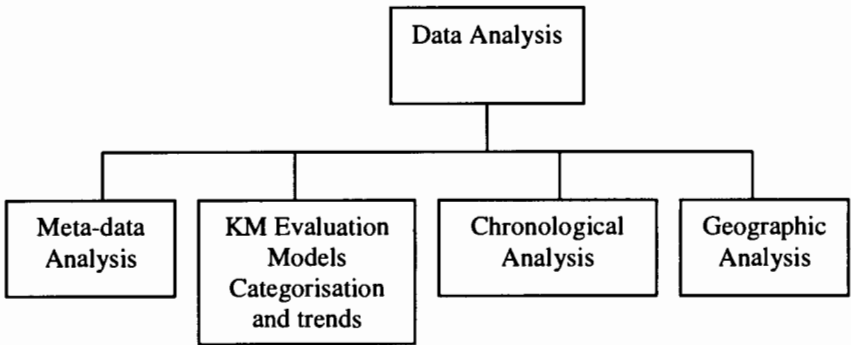 Data Analysis
Meta-data
Analysis
KM Evaluation
Models
Categorisation
and trends
Chronological
Analysis
Geographic
Analysis